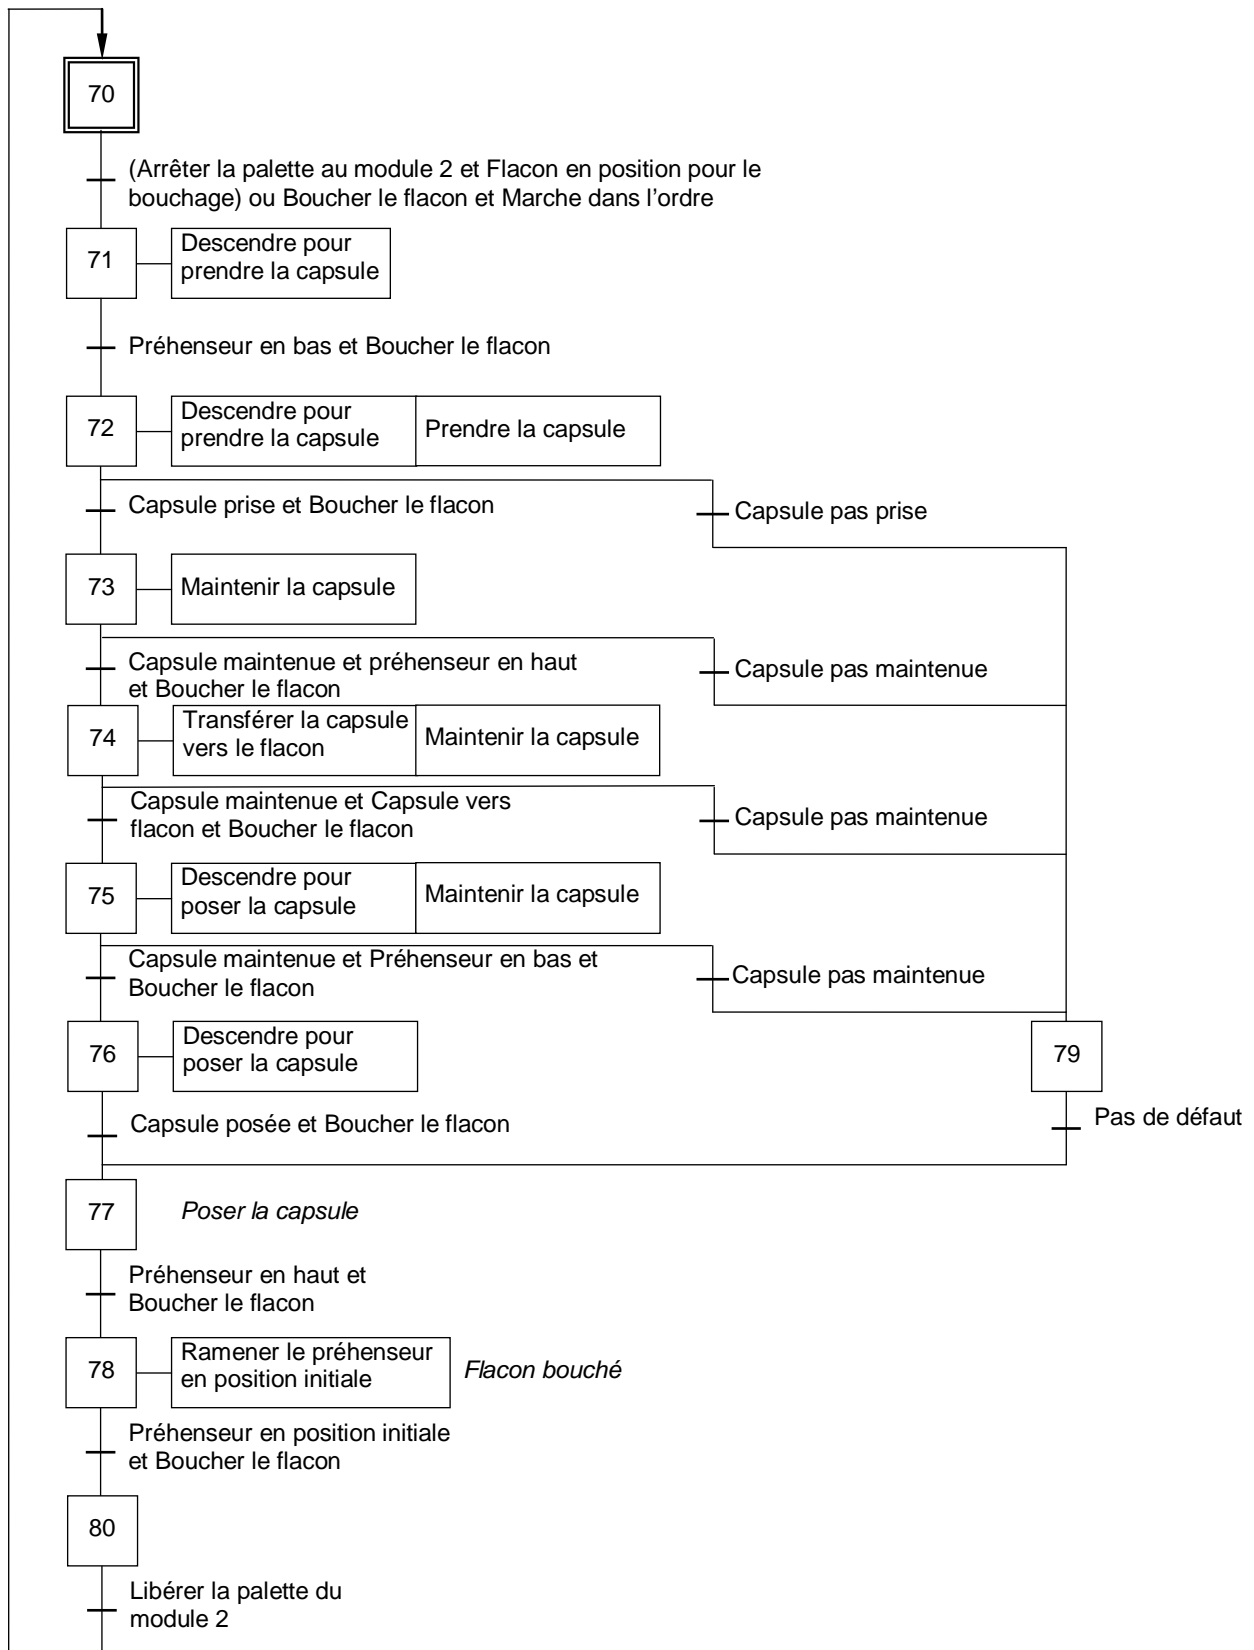 70
(Arrêter la palette au module 2 et Flacon en position pour le
bouchage) ou Boucher le flacon et Marche dans l’ordre
71
Descendre pour
prendre la capsule
Préhenseur en bas et Boucher le flacon
72
Descendre pour
prendre la capsule
Prendre la capsule
Capsule prise et Boucher le flacon
Capsule pas prise
73
Maintenir la capsule
Capsule maintenue et préhenseur en haut
et Boucher le flacon
Capsule pas maintenue
74
Transférer la capsule
vers le flacon
Maintenir la capsule
Capsule maintenue et Capsule vers
flacon et Boucher le flacon
Capsule pas maintenue
75
Descendre pour
poser la capsule
Maintenir la capsule
Capsule maintenue et Préhenseur en bas et
Boucher le flacon
Capsule pas maintenue
76
Descendre pour
poser la capsule
79
Capsule posée et Boucher le flacon
Pas de défaut
77
Poser la capsule
Préhenseur en haut et
Boucher le flacon
78
Ramener le préhenseur
en position initiale
Flacon bouché
Préhenseur en position initiale
et Boucher le flacon
80
Libérer la palette du
module 2